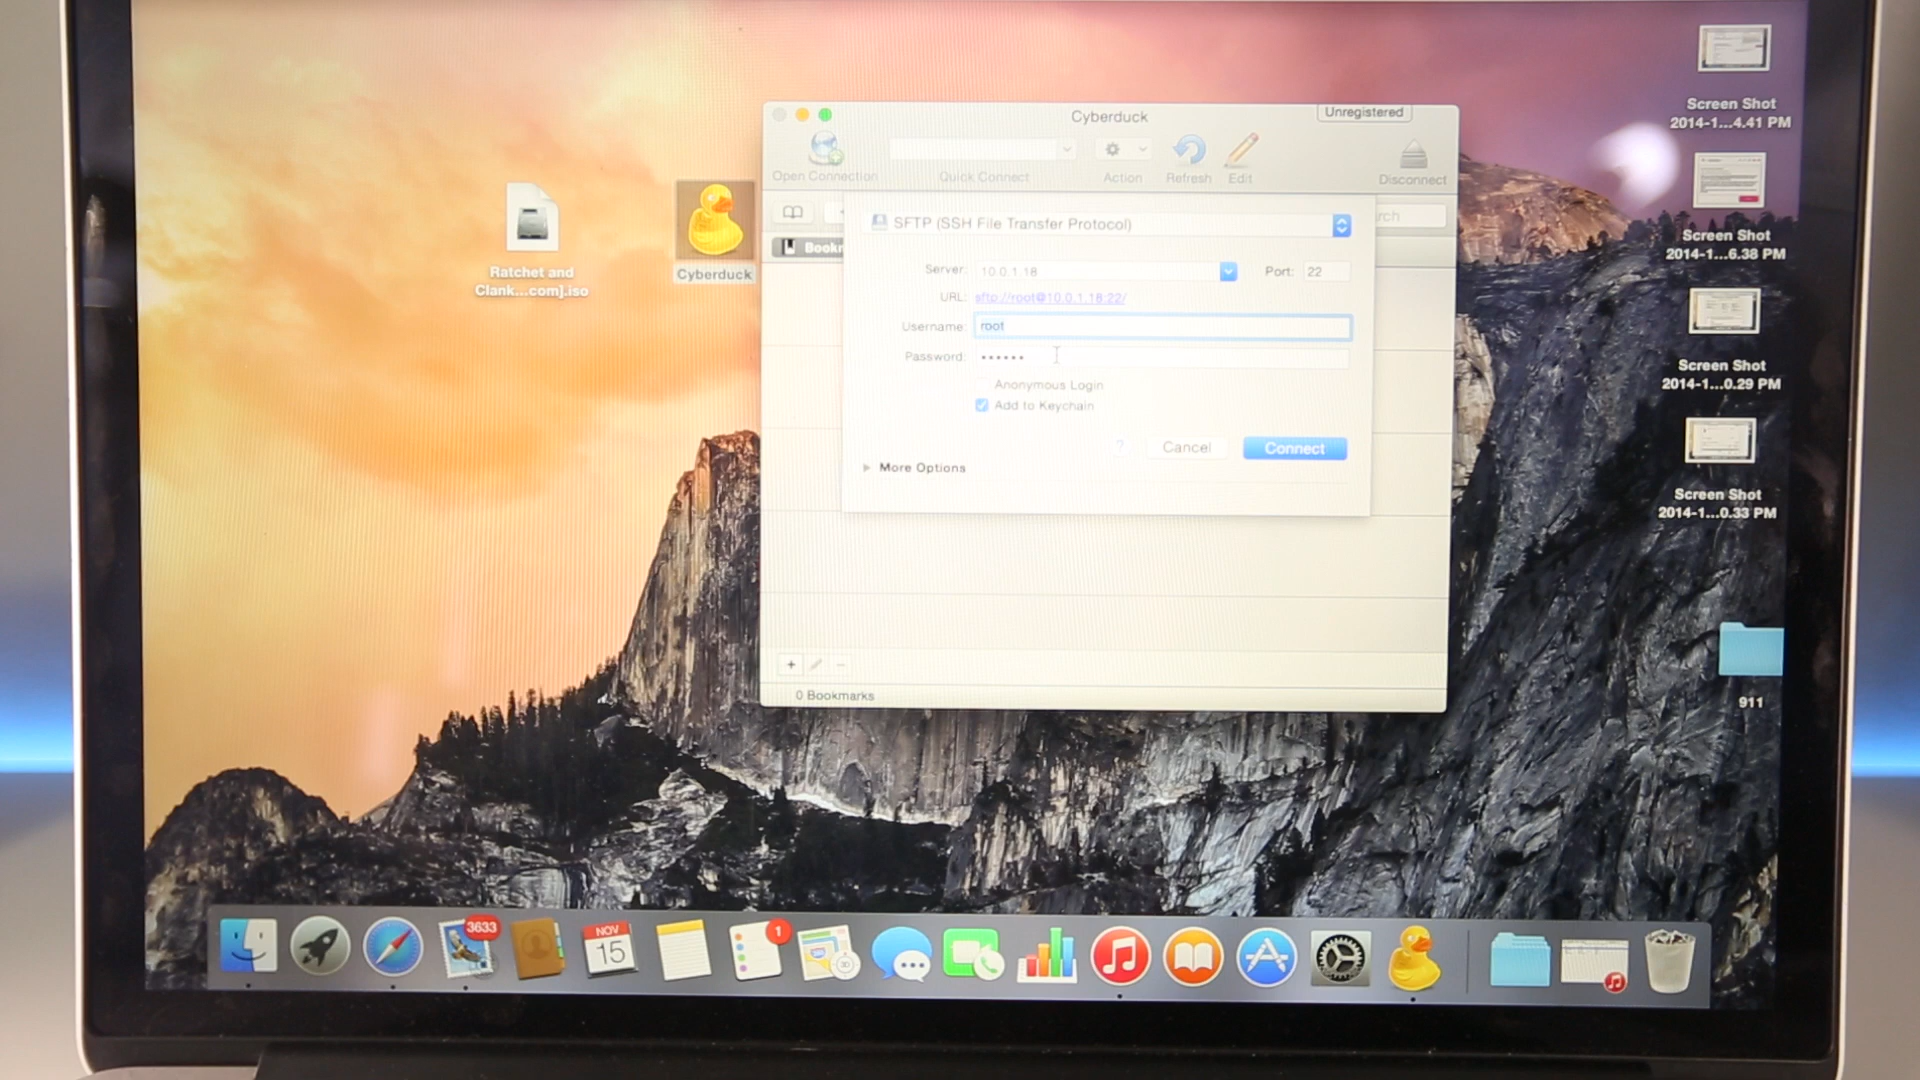 Cyberduck
Unregistered
Open Connection
Quick Connect
Action
Refresh
Edit
Disconnect
SFTP (SSH File Transfer Protocol)
Server: 10.0.1.18
Port: 22
URL: sftp://root@10.0.1.18:22/
Username: root
Password: ••••••
Anonymous Login
Add to Keychain
?
Cancel
Connect
More Options
0 Bookmarks
Ratchet and
Clank...com].iso
Cyberduck
Screen Shot
2014-1...4.41 PM
Screen Shot
2014-1...6.38 PM
Screen Shot
2014-1...0.29 PM
Screen Shot
2014-1...0.33 PM
911
3633
NOV
15
1